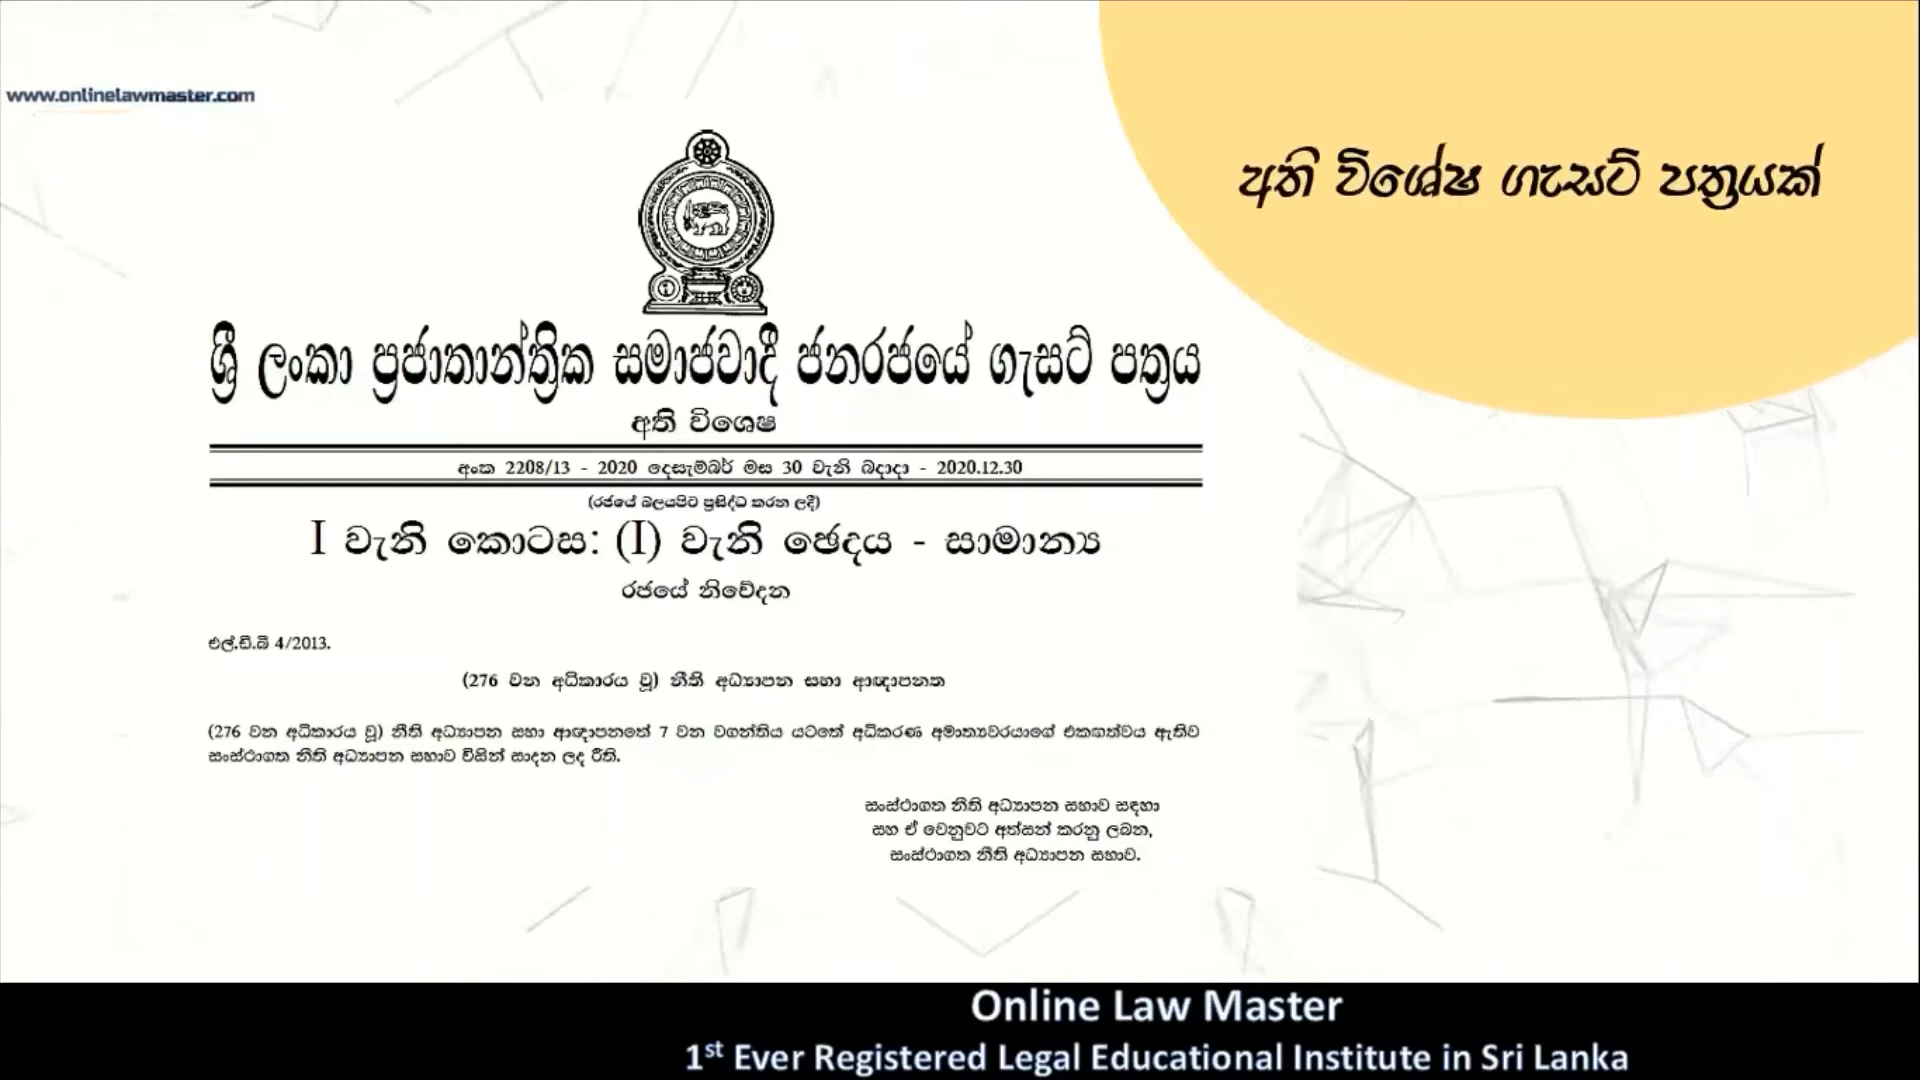 www.onlinelawmaster.com
අති විශේෂ ගැසට් පත්‍රයක්
ශ්‍රී ලංකා ප්‍රජාතාන්ත්‍රික සමාජවාදී ජනරජයේ ගැසට් පත්‍රය
අති විශෙෂ
අංක 2208/13 - 2020 දෙසැම්බර් මස 30 වැනි බදාදා - 2020.12.30
(රජයේ බලයපිට ප්‍රසිද්ධ කරන ලදී)
I වැනි කොටස: (I) වැනි ඡෙදය - සාමාන්‍ය
රජයේ නිවේදන
එල්.ඩී.බී 4/2013.
(276 වන අධිකාරය වූ) නීති අධ්‍යාපන සභා ආඥාපනත
(276 වන අධිකාරය වූ) නීති අධ්‍යාපන සභා ආඥාපනතේ 7 වන වගන්තිය යටතේ අධිකරණ අමාත්‍යවරයාගේ එකඟත්වය ඇතිව
සංස්ථාගත නීති අධ්‍යාපන සභාව විසින් සාදන ලද රීති.
සංස්ථාගත නීති අධ්‍යාපන සභාව සඳහා
සහ ඒ වෙනුවට අත්සන් කරනු ලබන,
සංස්ථාගත නීති අධ්‍යාපන සභාව.
Online Law Master
1st Ever Registered Legal Educational Institute in Sri Lanka